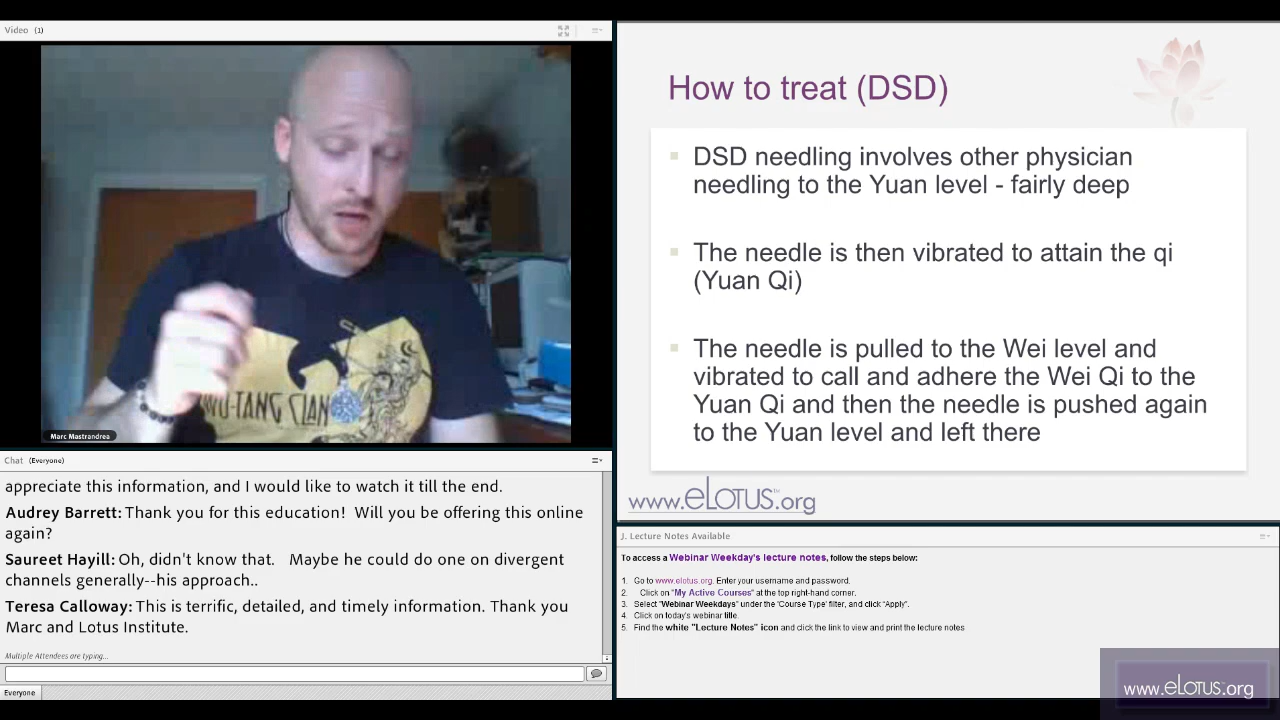 Video (1)
WU-TANG CLAN
Marc Mastrandrea
Chat (Everyone)
appreciate this information, and I would like to watch it till the end.
Audrey Barrett: Thank you for this education! Will you be offering this online
again?
Saureet Hayill: Oh, didn't know that. Maybe he could do one on divergent
channels generally--his approach..
Teresa Calloway: This is terrific, detailed, and timely information. Thank you
Marc and Lotus Institute.
Multiple Attendees are typing...
Everyone
How to treat (DSD)
DSD needling involves other physician
needling to the Yuan level - fairly deep
The needle is then vibrated to attain the qi
(Yuan Qi)
The needle is pulled to the Wei level and
vibrated to call and adhere the Wei Qi to the
Yuan Qi and then the needle is pushed again
to the Yuan level and left there
www.eLOTUS.org
J. Lecture Notes Available
To access a Webinar Weekday's lecture notes, follow the steps below:
1. Go to www.elotus.org. Enter your username and password.
2. Click on "My Active Courses" at the top right-hand corner.
3. Select "Webinar Weekdays" under the 'Course Type' filter, and click "Apply".
4. Click on today's webinar title.
5. Find the white "Lecture Notes" icon and click the link to view and print the lecture notes
www.eLOTUS.org